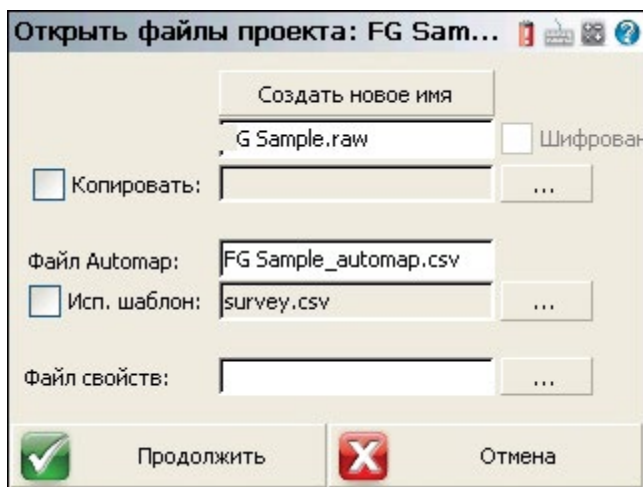 Открыть файлы проекта: FG Sam...
Создать новое имя
G Sample.raw
Шифрован
Копировать:
...
Файл Automap:
FG Sample_automap.csv
Исп. шаблон:
survey.csv
...
Файл свойств:
...
Продолжить
Отмена